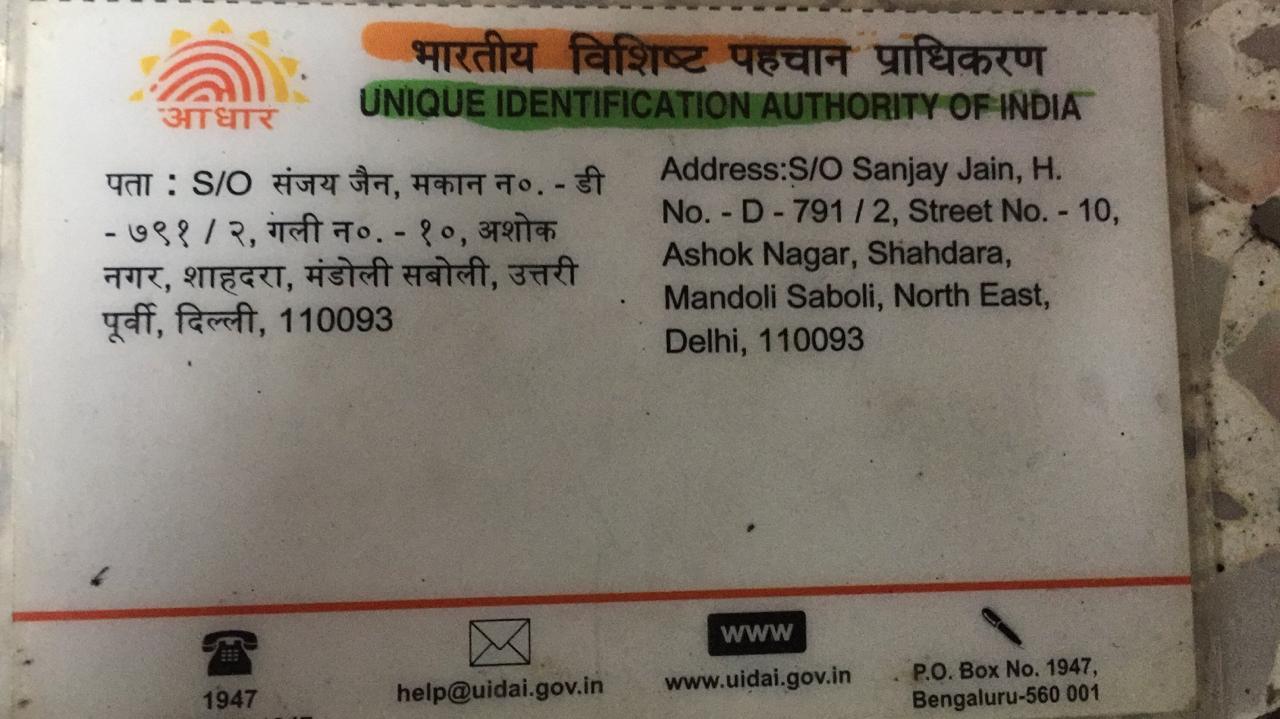 आधार
भारतीय विशिष्ट पहचान प्राधिकरण
UNIQUE IDENTIFICATION AUTHORITY OF INDIA
पता : S/O संजय जैन, मकान न०. - डी
- ७९१ / २, गली न०. - १०, अशोक
नगर, शाहदरा, मंडोली सबोली, उत्तरी
पूर्वी, दिल्ली, 110093
Address:S/O Sanjay Jain, H.
No. - D - 791 / 2, Street No. - 10,
Ashok Nagar, Shahdara,
Mandoli Saboli, North East,
Delhi, 110093
1947
help@uidai.gov.in
www
www.uidai.gov.in
P.O. Box No. 1947,
Bengaluru-560 001